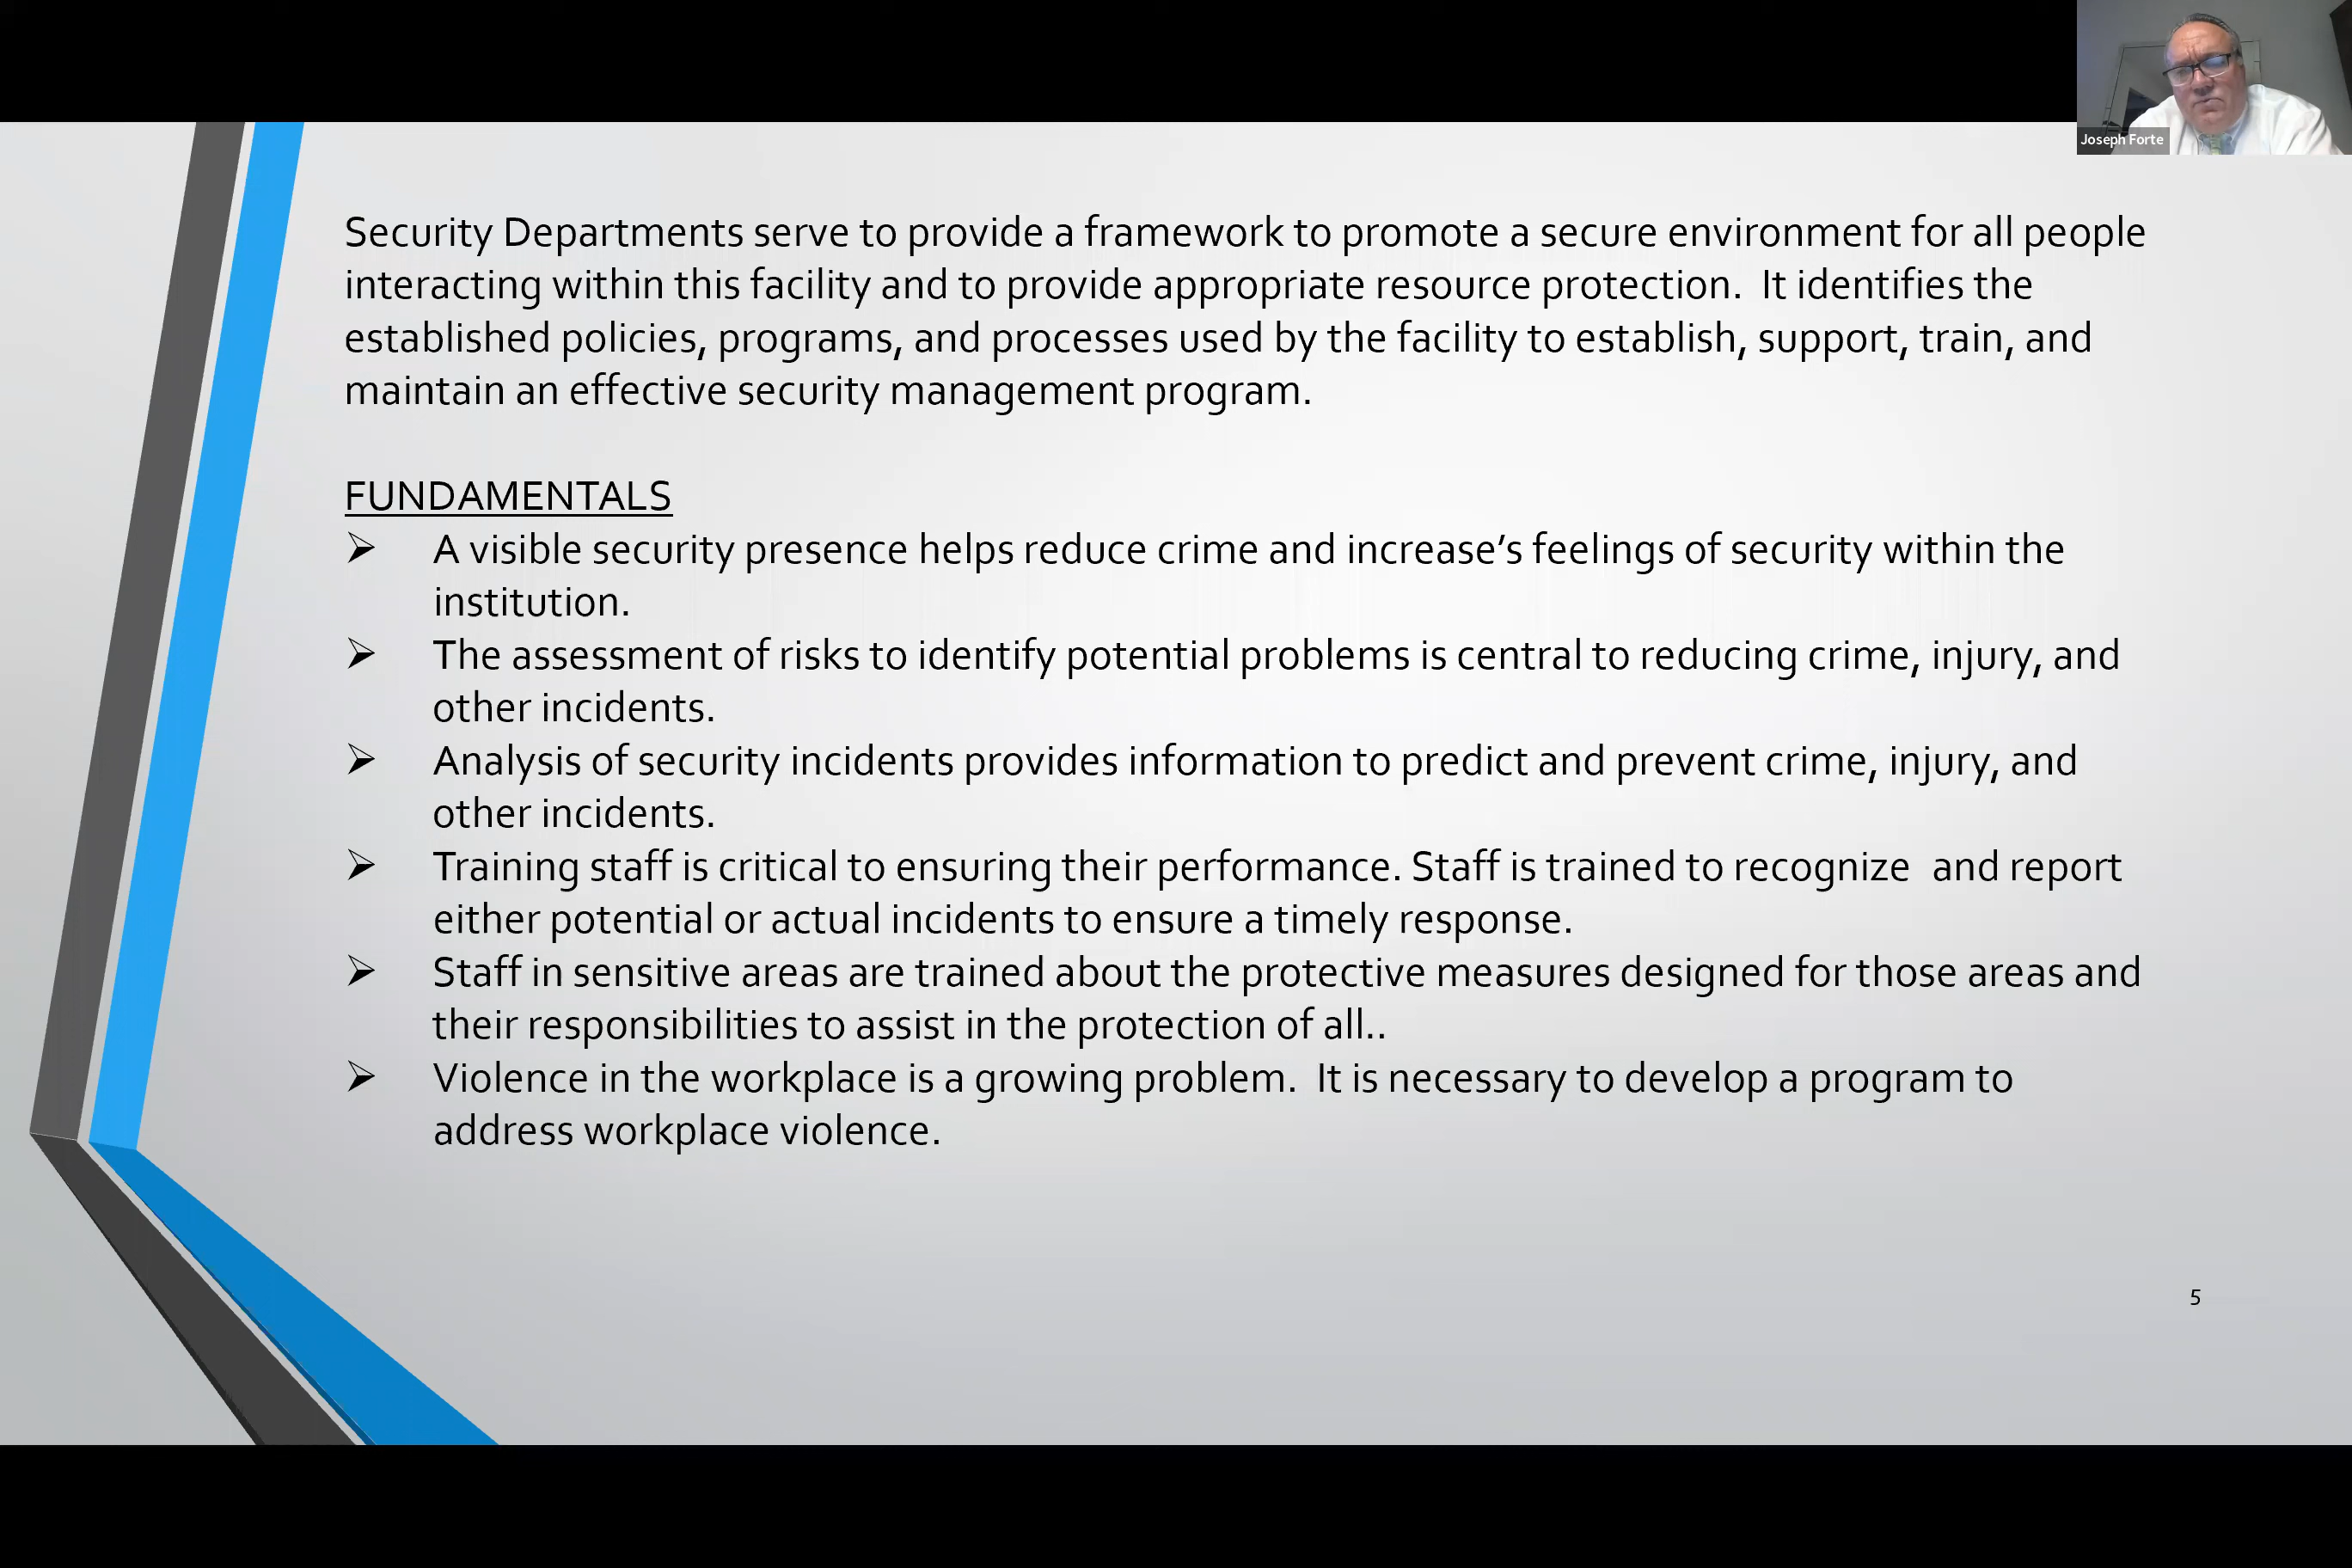 Joseph Forte
Security Departments serve to provide a framework to promote a secure environment for all people
interacting within this facility and to provide appropriate resource protection.  It identifies the
established policies, programs, and processes used by the facility to establish, support, train, and
maintain an effective security management program.
FUNDAMENTALS
➢ A visible security presence helps reduce crime and increase’s feelings of security within the
institution.
➢ The assessment of risks to identify potential problems is central to reducing crime, injury, and
other incidents.
➢ Analysis of security incidents provides information to predict and prevent crime, injury, and
other incidents.
➢ Training staff is critical to ensuring their performance. Staff is trained to recognize  and report
either potential or actual incidents to ensure a timely response.
➢ Staff in sensitive areas are trained about the protective measures designed for those areas and
their responsibilities to assist in the protection of all..
➢ Violence in the workplace is a growing problem.  It is necessary to develop a program to
address workplace violence.
5